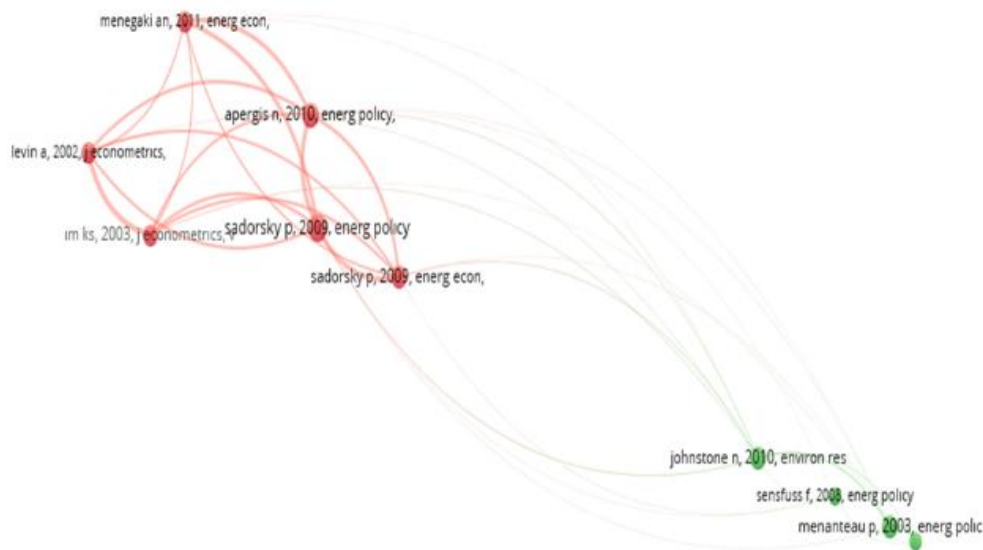 menegaki an, 2011, energ econ,
apergis n, 2010, energ policy,
levin a, 2002, j econometrics,
im ks, 2003, j econometrics, v
sadorsky p, 2009, energ policy
sadorsky p, 2009, energ econ,
johnstone n, 2010, environ res
sensfuss f, 2008, energ policy
menanteau p, 2003, energ polic